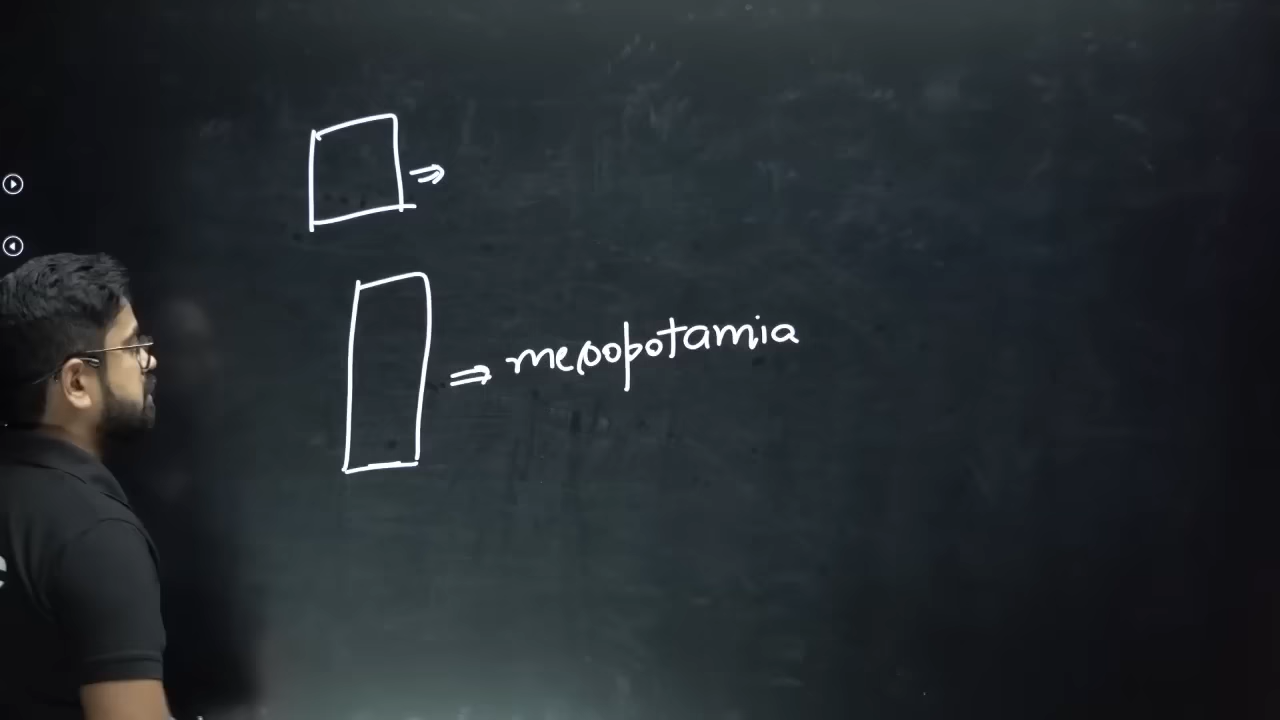 ⇒
⇒ mesopotamia